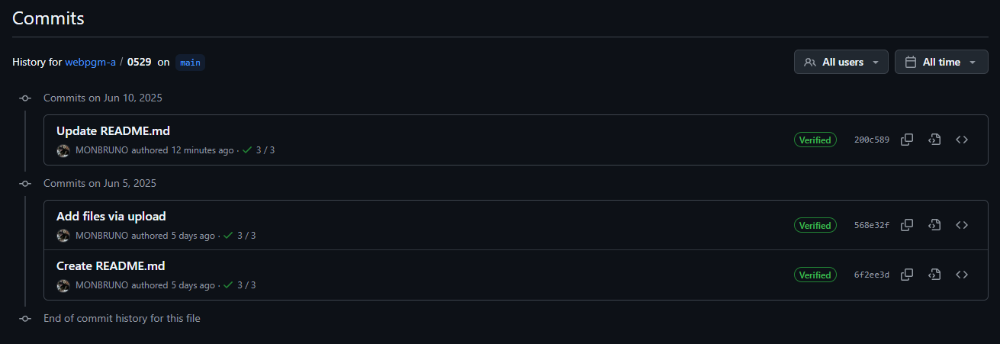 Commits
History for webpgm-a / 0529 on main
All users
All time
Commits on Jun 10, 2025
Update README.md
MONBRUNO authored 12 minutes ago · 3 / 3
Verified
200c589
Commits on Jun 5, 2025
Add files via upload
MONBRUNO authored 5 days ago · 3 / 3
Verified
568e32f
Create README.md
MONBRUNO authored 5 days ago · 3 / 3
Verified
6f2ee3d
End of commit history for this file